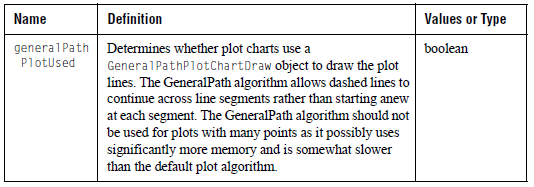 Name Definition Values or Type
generalPath
PlotUsed
Determines whether plot charts use a
GeneralPathPlotChartDraw object to draw the plot
lines. The GeneralPath algorithm allows dashed lines to
continue across line segments rather than starting anew
at each segment. The GeneralPath algorithm should not
be used for plots with many points as it possibly uses
significantly more memory and is somewhat slower
than the default plot algorithm.
boolean